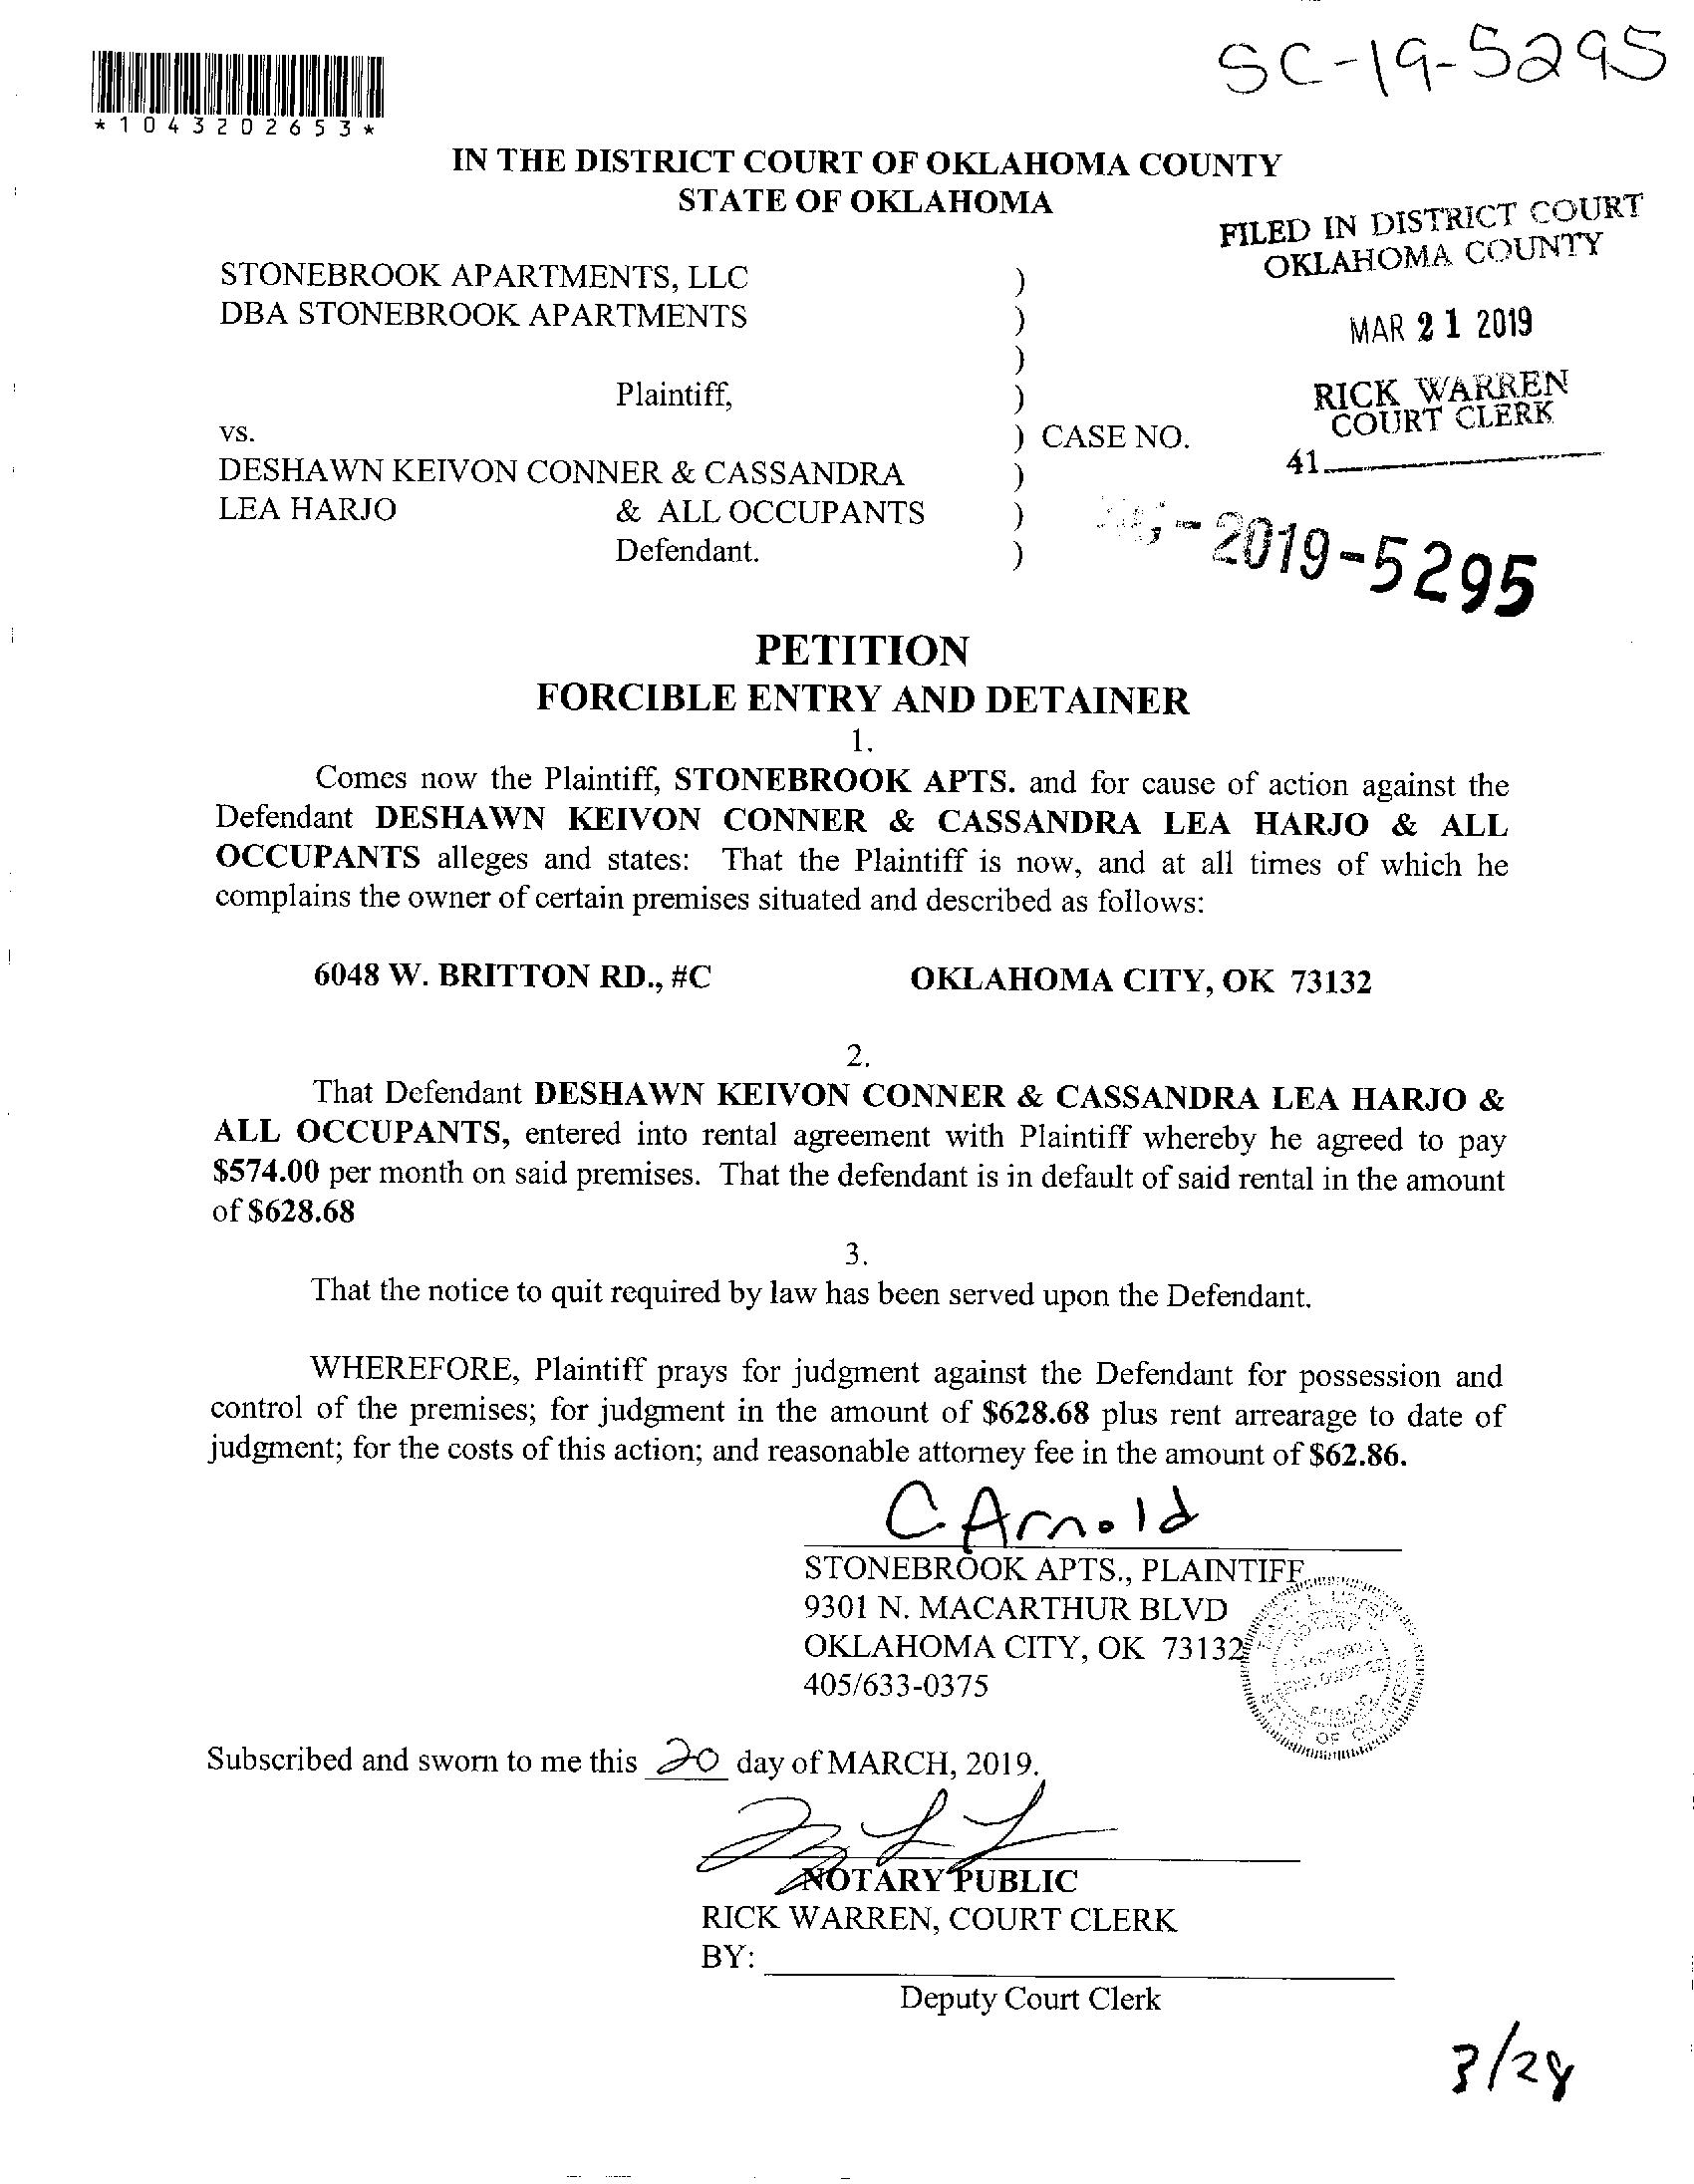 SC-19-5295
*1043202653*
IN THE DISTRICT COURT OF OKLAHOMA COUNTY
STATE OF OKLAHOMA
FILED IN DISTRICT COURT
OKLAHOMA COUNTY
MAR 21 2019
RICK WARREN
COURT CLERK
41
STONEBROOK APARTMENTS, LLC )
DBA STONEBROOK APARTMENTS )
)
Plaintiff, )
vs. ) CASE NO.
DESHAWN KEIVON CONNER & CASSANDRA )
LEA HARJO & ALL OCCUPANTS )
Defendant. )
-2019-5295
PETITION
FORCIBLE ENTRY AND DETAINER
1.
Comes now the Plaintiff, STONEBROOK APTS. and for cause of action against the
Defendant DESHAWN KEIVON CONNER & CASSANDRA LEA HARJO & ALL
OCCUPANTS alleges and states: That the Plaintiff is now, and at all times of which he
complains the owner of certain premises situated and described as follows:
6048 W. BRITTON RD., #C OKLAHOMA CITY, OK 73132
2.
That Defendant DESHAWN KEIVON CONNER & CASSANDRA LEA HARJO &
ALL OCCUPANTS, entered into rental agreement with Plaintiff whereby he agreed to pay
$574.00 per month on said premises. That the defendant is in default of said rental in the amount
of $628.68
3.
That the notice to quit required by law has been served upon the Defendant.
WHEREFORE, Plaintiff prays for judgment against the Defendant for possession and
control of the premises; for judgment in the amount of $628.68 plus rent arrearage to date of
judgment; for the costs of this action; and reasonable attorney fee in the amount of $62.86.
C. Arnold
STONEBROOK APTS., PLAINTIFF
9301 N. MACARTHUR BLVD
OKLAHOMA CITY, OK 73132
405/633-0375
PUBLIC
STATE OF OKLAHOMA
Subscribed and sworn to me this 20 day of MARCH, 2019.
NOTARY PUBLIC
RICK WARREN, COURT CLERK
BY:
Deputy Court Clerk
3/28